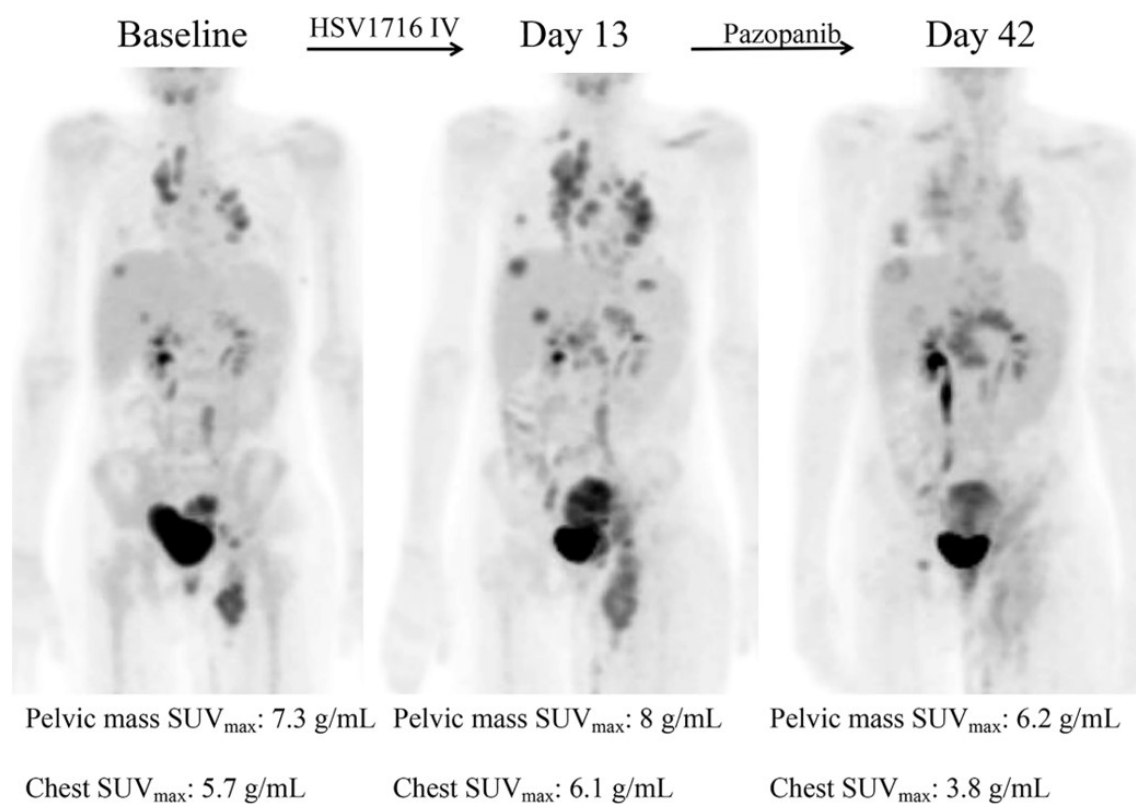 Baseline HSV1716 IV Day 13 Pazopanib Day 42
Pelvic mass SUVmax: 7.3 g/mL Pelvic mass SUVmax: 8 g/mL Pelvic mass SUVmax: 6.2 g/mL
Chest SUVmax: 5.7 g/mL Chest SUVmax: 6.1 g/mL Chest SUVmax: 3.8 g/mL